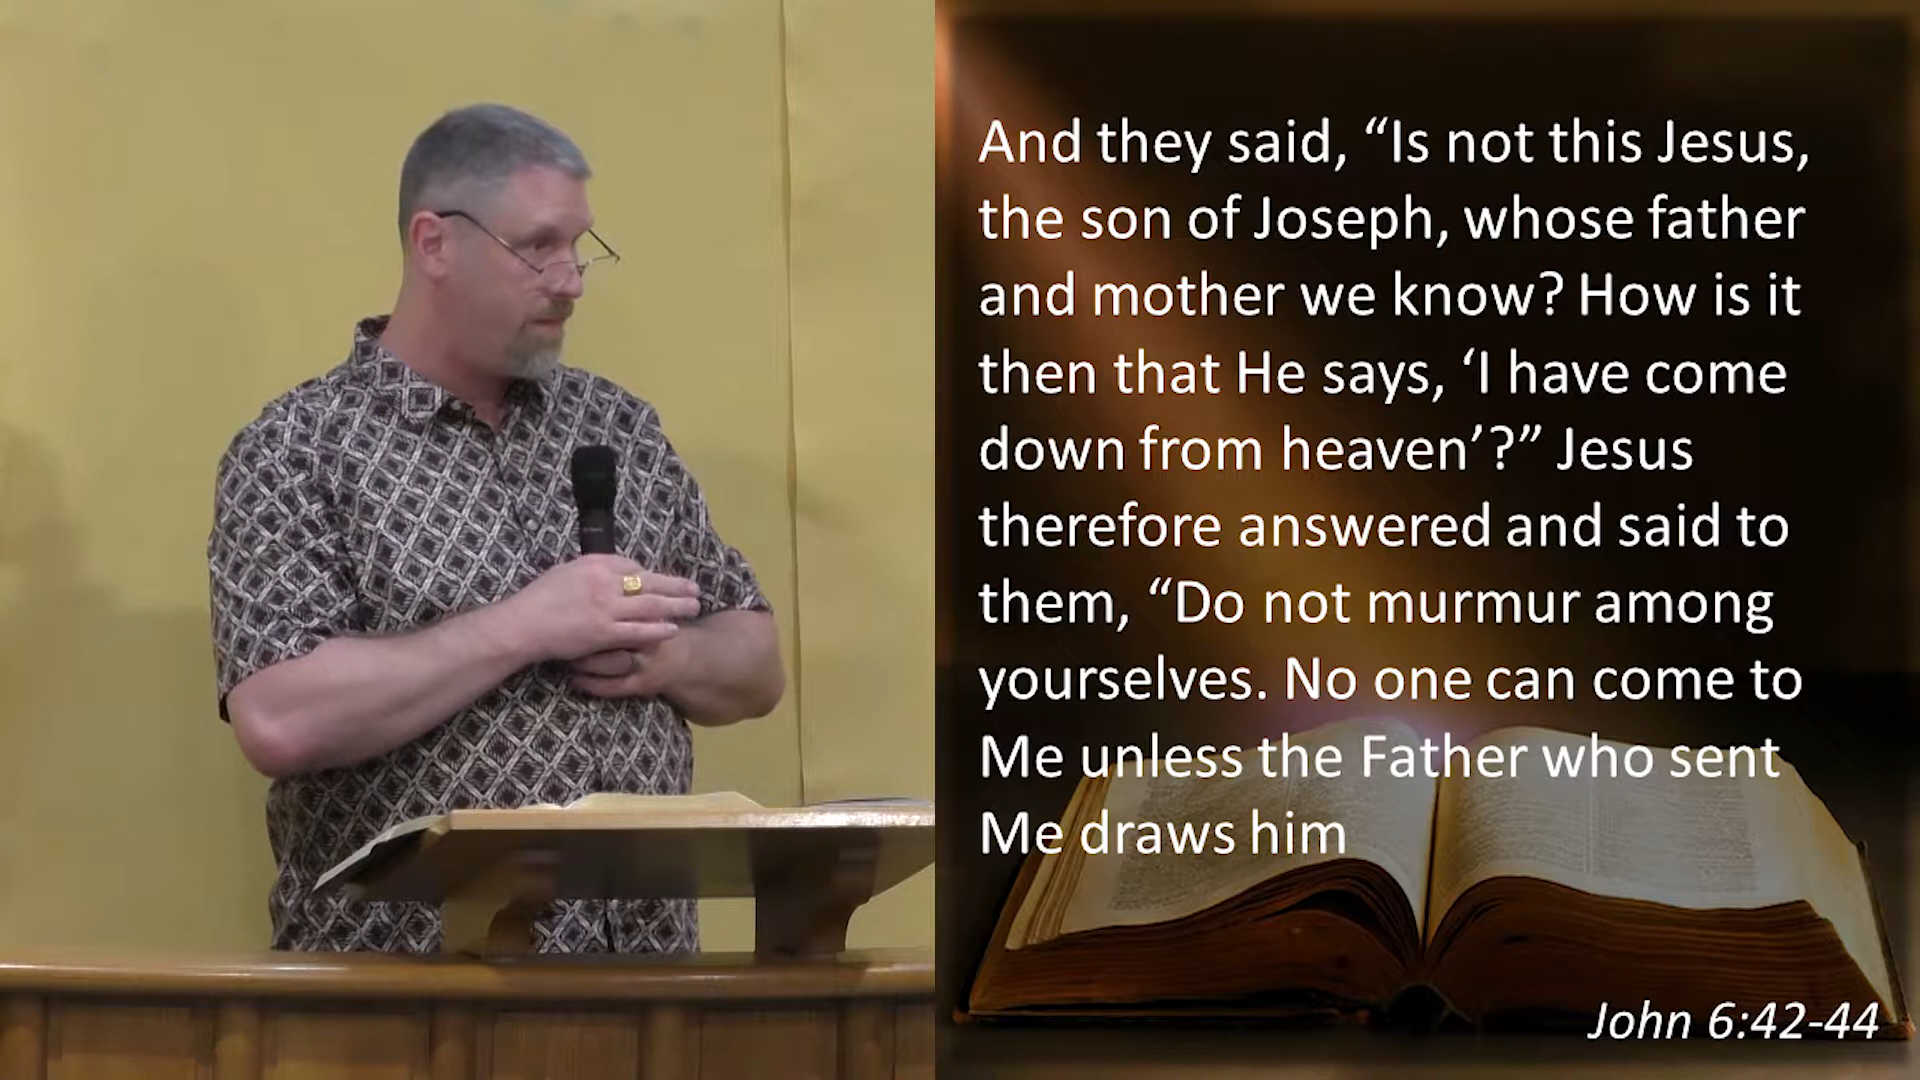 And they said, “Is not this Jesus,
the son of Joseph, whose father
and mother we know? How is it
then that He says, ‘I have come
down from heaven’?” Jesus
therefore answered and said to
them, “Do not murmur among
yourselves. No one can come to
Me unless the Father who sent
Me draws him
John 6:42-44